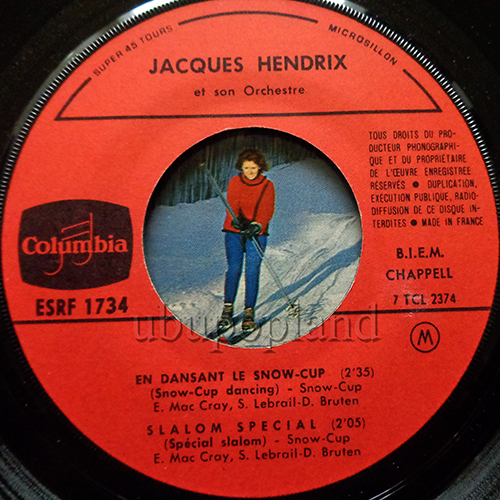 SUPER 45 TOURS
MICROSILLON
JACQUES HENDRIX
et son Orchestre
TOUS DROITS DU PRO-
DUCTEUR PHONOGRAPHI-
QUE ET DU PROPRIÉTAIRE
DE L'ŒUVRE ENREGISTRÉE
RÉSERVÉS • DUPLICATION,
EXÉCUTION PUBLIQUE, RADIO-
DIFFUSION DE CE DISQUE IN-
TERDITES • MADE IN FRANCE
Columbia
ESRF 1734
B.I.E.M.
CHAPPELL
7 TCL 2374
ubupopland
M
EN DANSANT LE SNOW-CUP (2'35)
(Snow-Cup dancing) - Snow-Cup
E. Mac Cray, S. Lebrail-D. Bruten
SLALOM SPECIAL (2'05)
(Spécial slalom) - Snow-Cup
E. Mac Cray, S. Lebrail-D. Bruten